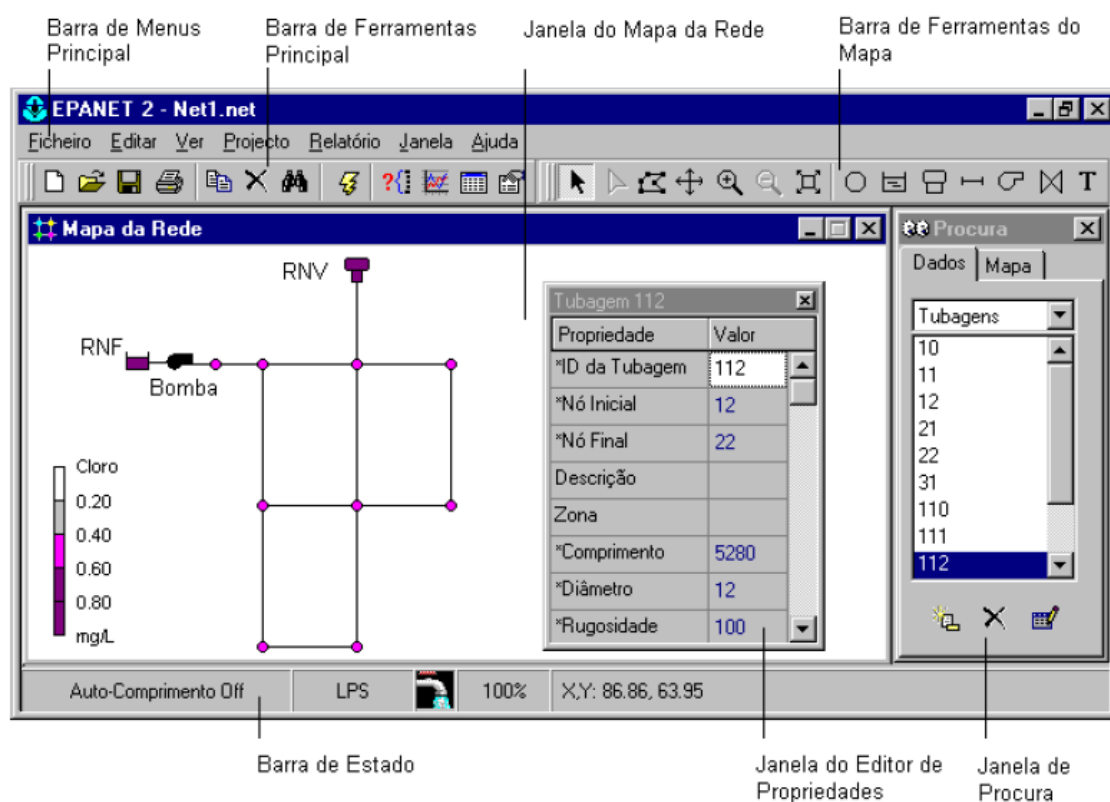 Barra de Menus
Principal
Barra de Ferramentas
Principal
Janela do Mapa da Rede
Barra de Ferramentas do
Mapa
EPANET 2 - Net1.net
Ficheiro Editar Ver Projecto Relatório Janela Ajuda
T
Mapa da Rede
Procura
Dados Mapa
Tubagens
10
11
12
21
22
31
110
111
112
RNV
RNF
Bomba
Cloro
0.20
0.40
0.60
0.80
mg/L
Tubagem 112
Propriedade Valor
*ID da Tubagem 112
*Nó Inicial 12
*Nó Final 22
Descrição
Zona
*Comprimento 5280
*Diâmetro 12
*Rugosidade 100
Auto-Comprimento Off LPS 100% X,Y: 86.86, 63.95
Barra de Estado
Janela do Editor de
Propriedades
Janela de
Procura